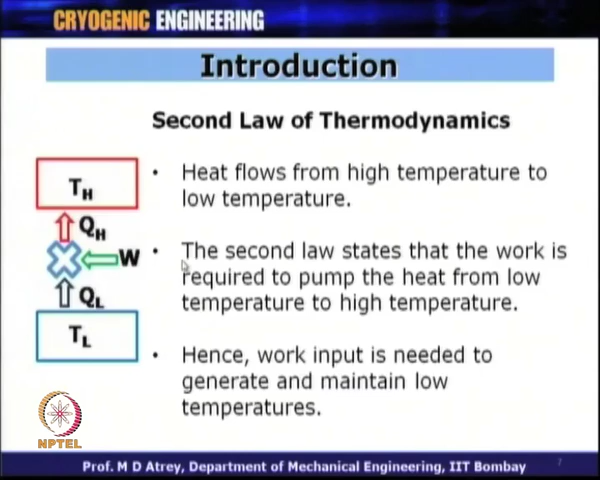 CRYOGENIC ENGINEERING
Introduction
Second Law of Thermodynamics
• Heat flows from high temperature to
low temperature.
• The second law states that the work is
required to pump the heat from low
temperature to high temperature.
• Hence, work input is needed to
generate and maintain low
temperatures.
TH
QH
W
QL
TL
NPTEL
Prof. M D Atrey, Department of Mechanical Engineering, IIT Bombay
7